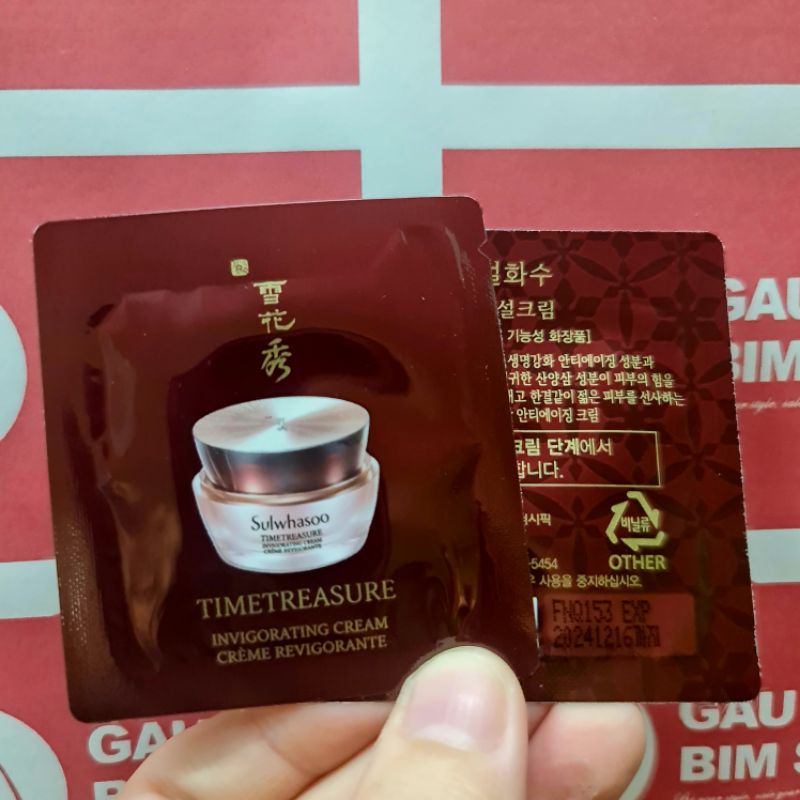 雪
花
秀
Sulwhasoo
TIMETREASURE
INVIGORATING CREAM
CRÈME REVIGORANTE
TIMETREASURE
INVIGORATING CREAM
CRÈME REVIGORANTE
화수
설크림
기능성 화장품]
생명강화 안티에이징 성분과
귀한 산양삼 성분이 피부의 힘을
한결같이 젊은 피부를 선사하는
안티에이징 크림
크림 단계에서
합니다.
비닐류
OTHER
-5454
사용을 중지하십시오.
FNQ153 EXP
20241216까지
GAU
BIM
GAU
BIM S
GAU